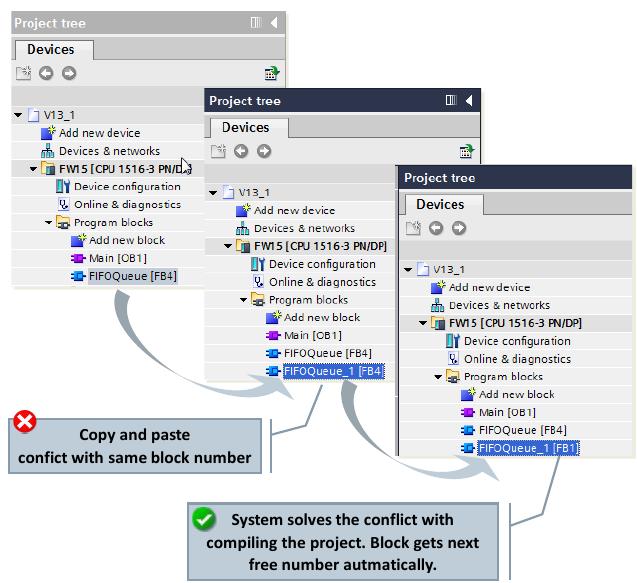 Project tree
Devices
V13_1
Add new device
Devices & networks
FW15 [CPU 1516-3 PN/DP]
Device configuration
Online & diagnostics
Program blocks
Add new block
Main [OB1]
FIFOQueue [FB4]
Project tree
Devices
V13_1
Add new device
Devices & networks
FW15 [CPU 1516-3 PN/DP]
Device configuration
Online & diagnostics
Program blocks
Add new block
Main [OB1]
FIFOQueue [FB4]
FIFOQueue_1 [FB4
Project tree
Devices
V13_1
Add new device
Devices & networks
FW15 [CPU 1516-3 PN/DP]
Device configuration
Online & diagnostics
Program blocks
Add new block
Main [OB1]
FIFOQueue [FB4]
FIFOQueue_1 [FB1]
Copy and paste
confict with same block number
System solves the conflict with
compiling the project. Block gets next
free number autmatically.